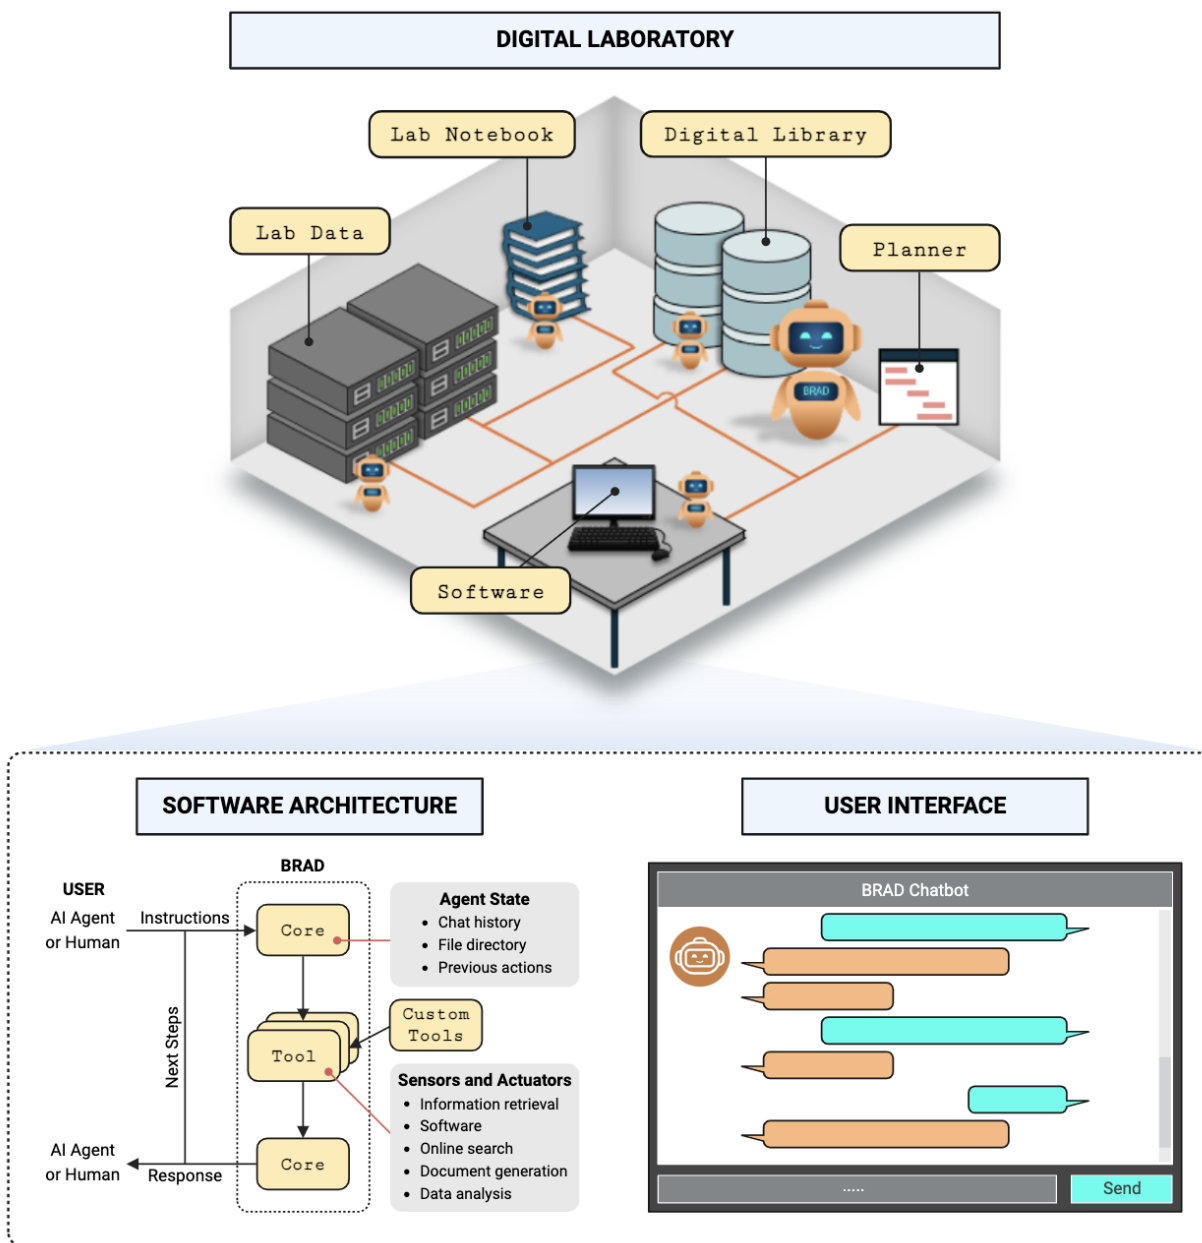 DIGITAL LABORATORY
Lab Notebook
Digital Library
Lab Data
Planner
BRAD
Software
SOFTWARE ARCHITECTURE
USER
AI Agent
or Human
Instructions
BRAD
Core
Agent State
• Chat history
• File directory
• Previous actions
Next Steps
Custom
Tools
Tool
Sensors and Actuators
• Information retrieval
• Software
• Online search
• Document generation
• Data analysis
AI Agent
or Human
Response
Core
USER INTERFACE
BRAD Chatbot
.....
Send